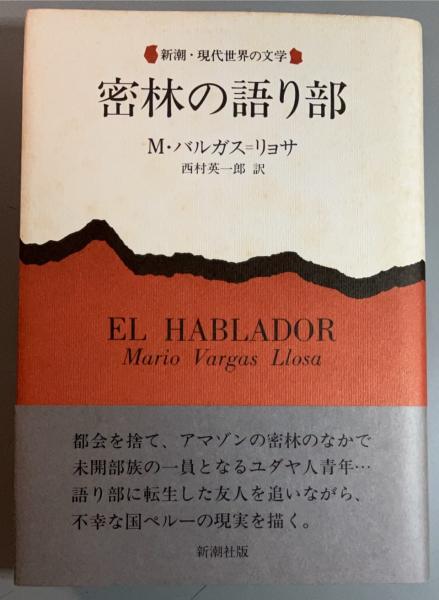 新潮・現代世界の文学
密林の語り部
M・バルガス=リョサ
西村英一郎 訳
EL HABLADOR
Mario Vargas Llosa
都会を捨て、アマゾンの密林のなかで
未開部族の一員となるユダヤ人青年…
語り部に転生した友人を追いながら、
不幸な国ペルーの現実を描く。
新潮社版